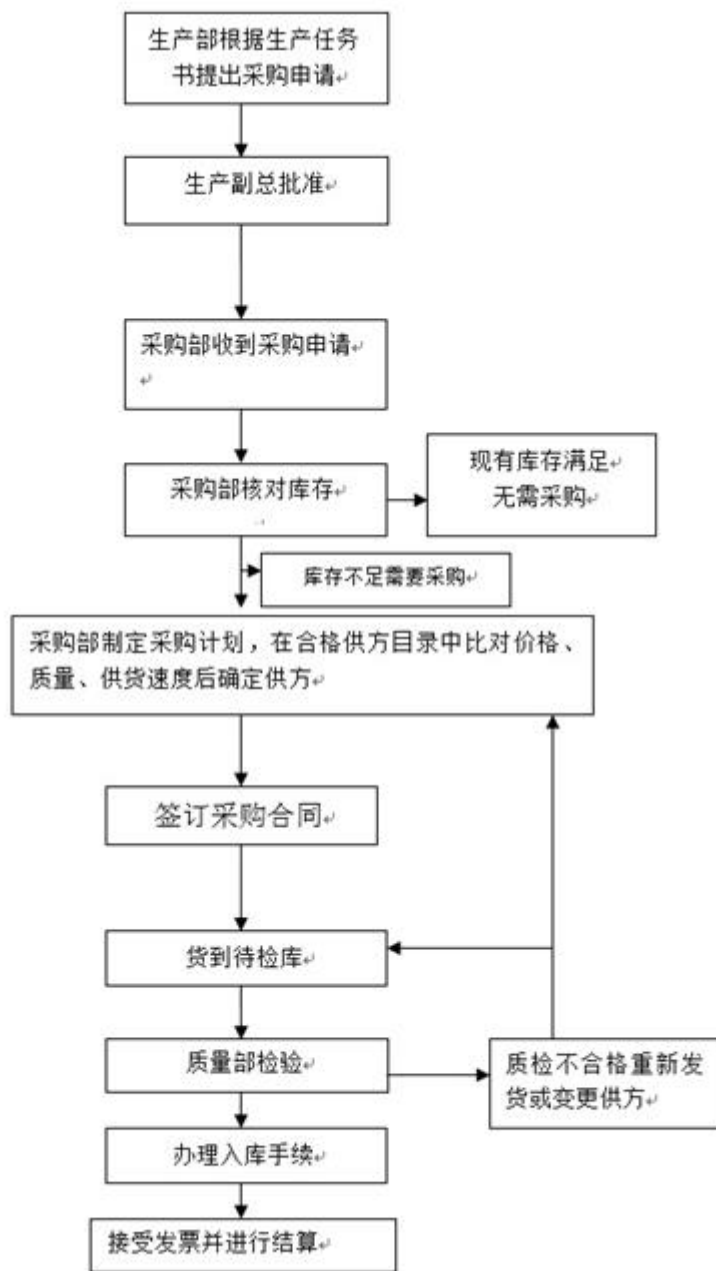 生产部根据生产任务
书提出采购申请
生产副总批准
采购部收到采购申请
采购部核对库存
现有库存满足
无需采购
库存不足需要采购
采购部制定采购计划，在合格供方目录中比对价格、
质量、供货速度后确定供方
签订采购合同
货到待检库
质量部检验
质检不合格重新发
货或变更供方
办理入库手续
接受发票并进行结算